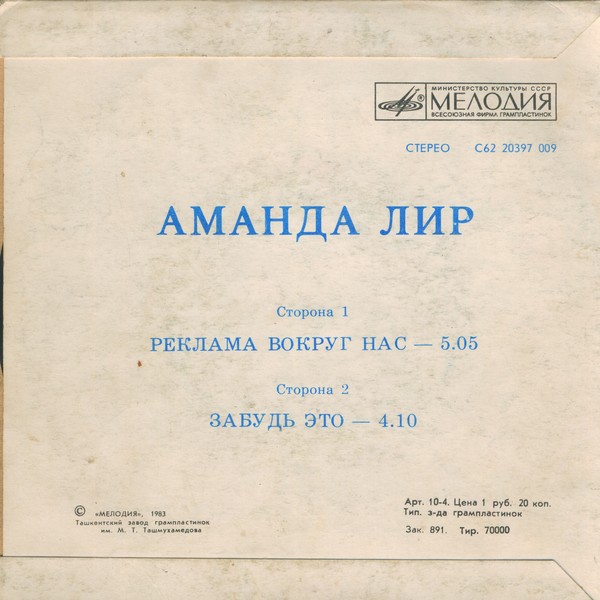 МИНИСТЕРСТВО КУЛЬТУРЫ СССР
® МЕЛОДИЯ
ВСЕСОЮЗНАЯ ФИРМА ГРАМПЛАСТИНОК
СТЕРЕО С62 20397 009
АМАНДА ЛИР
Сторона 1
РЕКЛАМА ВОКРУГ НАС — 5.05
Сторона 2
ЗАБУДЬ ЭТО — 4.10
© «МЕЛОДИЯ», 1983
Ташкентский завод грампластинок
им. М. Т. Ташмухамедова
Арт. 10-4. Цена 1 руб. 20 коп.
Тип. з-да грампластинок
Зак. 891. Тир. 70000